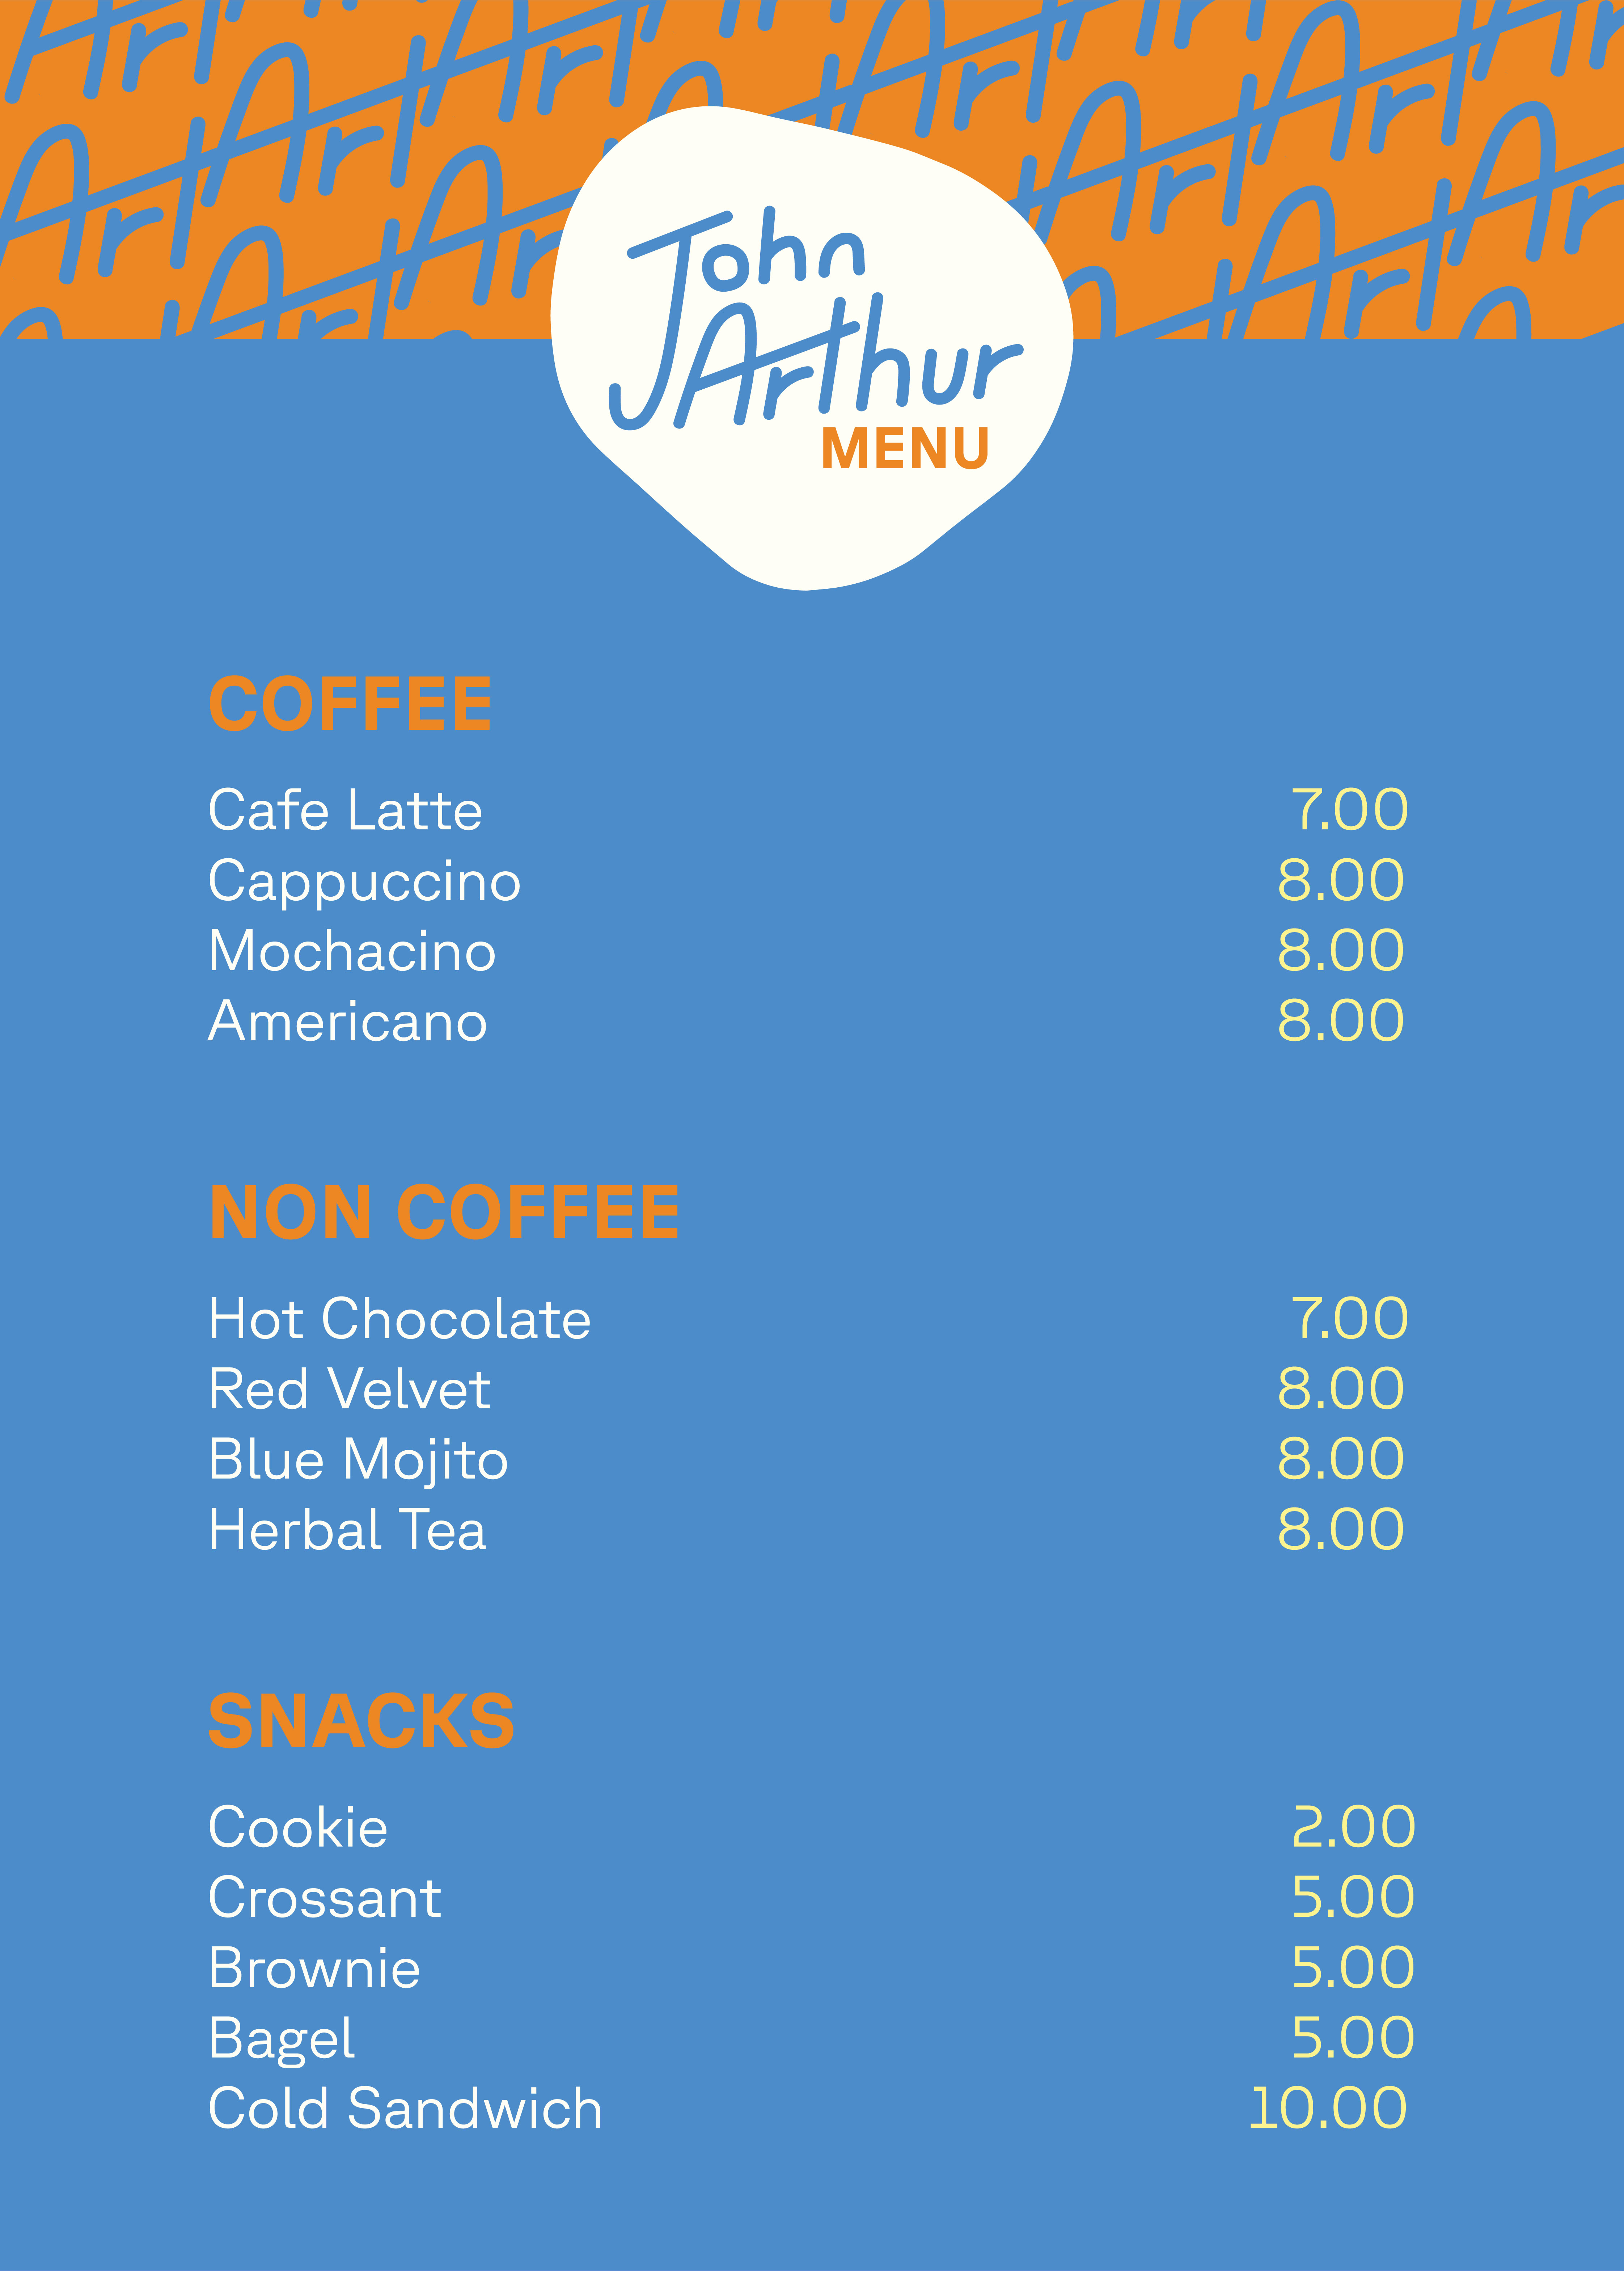 John
Arthur
MENU
COFFEE
Cafe Latte 7.00
Cappuccino 8.00
Mochacino 8.00
Americano 8.00
NON COFFEE
Hot Chocolate 7.00
Red Velvet 8.00
Blue Mojito 8.00
Herbal Tea 8.00
SNACKS
Cookie 2.00
Crossant 5.00
Brownie 5.00
Bagel 5.00
Cold Sandwich 10.00